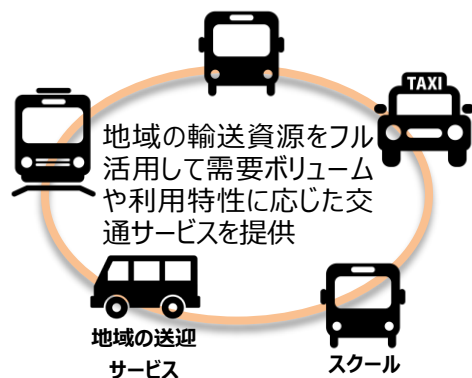 TAXI
地域の輸送資源をフル
活用して需要ボリューム
や利用特性に応じた交
通サービスを提供
地域の送迎
サービス
スクール